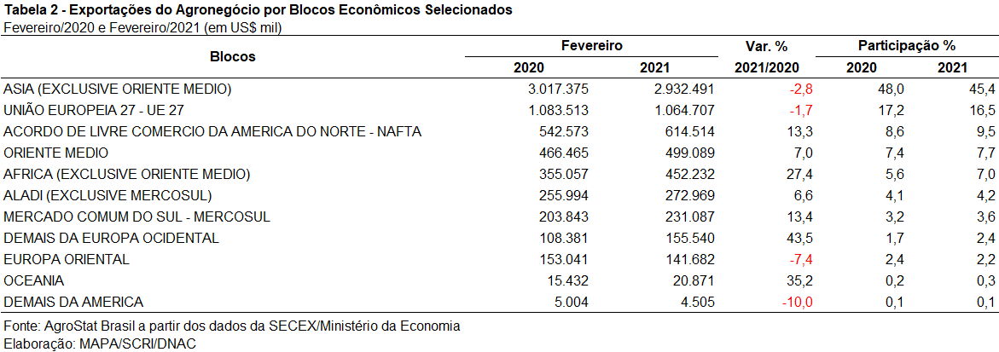 Tabela 2 - Exportações do Agronegócio por Blocos Econômicos Selecionados
Fevereiro/2020 e Fevereiro/2021 (em US$ mil)
Blocos Fevereiro Var. % Participação %
2020 2021 2021/2020 2020 2021
ASIA (EXCLUSIVE ORIENTE MEDIO) 3.017.375 2.932.491 -2,8 48,0 45,4
UNIÃO EUROPEIA 27 - UE 27 1.083.513 1.064.707 -1,7 17,2 16,5
ACORDO DE LIVRE COMERCIO DA AMERICA DO NORTE - NAFTA 542.573 614.514 13,3 8,6 9,5
ORIENTE MEDIO 466.465 499.089 7,0 7,4 7,7
AFRICA (EXCLUSIVE ORIENTE MEDIO) 355.057 452.232 27,4 5,6 7,0
ALADI (EXCLUSIVE MERCOSUL) 255.994 272.969 6,6 4,1 4,2
MERCADO COMUM DO SUL - MERCOSUL 203.843 231.087 13,4 3,2 3,6
DEMAIS DA EUROPA OCIDENTAL 108.381 155.540 43,5 1,7 2,4
EUROPA ORIENTAL 153.041 141.682 -7,4 2,4 2,2
OCEANIA 15.432 20.871 35,2 0,2 0,3
DEMAIS DA AMERICA 5.004 4.505 -10,0 0,1 0,1
Fonte: AgroStat Brasil a partir dos dados da SECEX/Ministério da Economia
Elaboração: MAPA/SCRI/DNAC